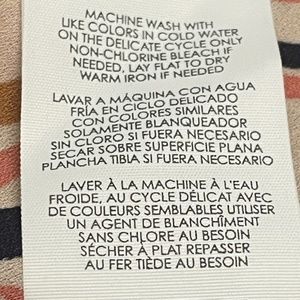 MACHINE WASH WITH
LIKE COLORS IN COLD WATER
ON THE DELICATE CYCLE ONLY
NON-CHLORINE BLEACH IF
NEEDED, LAY FLAT TO DRY
WARM IRON IF NEEDED
LAVAR A MÁQUINA CON AGUA
FRÍA EN CICLO DELICADO
CON COLORES SIMILARES
SOLAMENTE BLANQUEADOR
SIN CLORO SI FUERA NECESARIO
SECAR SOBRE SUPERFICIE PLANA
PLANCHA TIBIA SI FUERA NECESARIO
LAVER À LA MACHINE À L'EAU
FROIDE, AU CYCLE DÉLICAT AVEC
DE COULEURS SEMBLABLES UTILISER
UN AGENT DE BLANCHÎMENT
SANS CHLORE AU BESOIN
SÉCHER À PLAT REPASSER
AU FER TIÈDE AU BESOIN